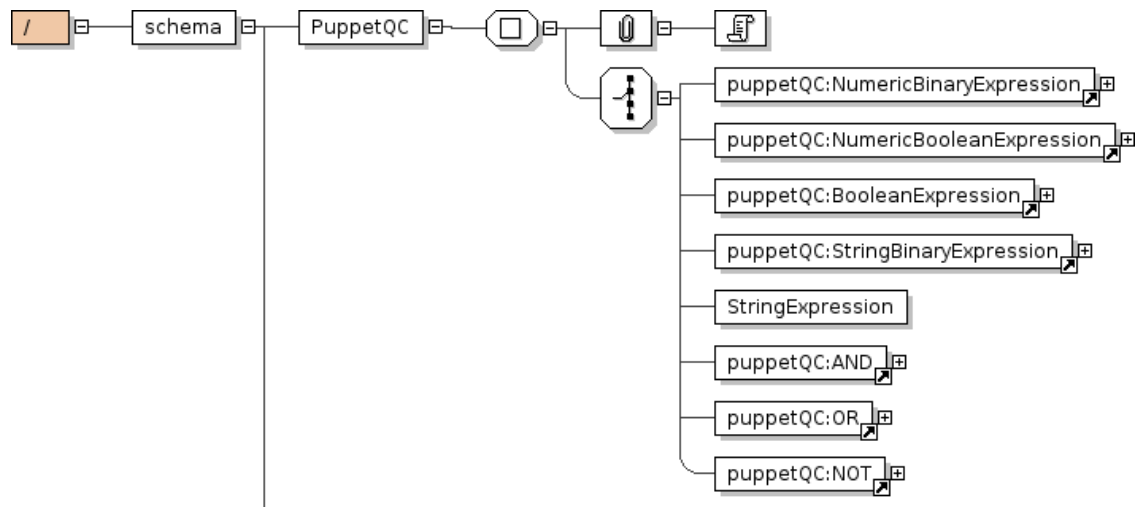 /
schema
PuppetQC
puppetQC:NumericBinaryExpression
puppetQC:NumericBooleanExpression
puppetQC:BooleanExpression
puppetQC:StringBinaryExpression
StringExpression
puppetQC:AND
puppetQC:OR
puppetQC:NOT